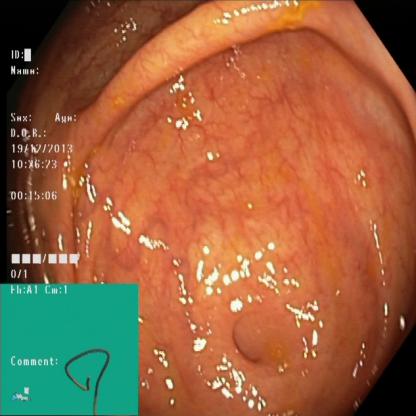 ID:
Name:
Sex: Age:
D.O.B.:
19/12/2013
10:26:23
00:15:06
0/1
Eh:A1 Cm:1
Comment: